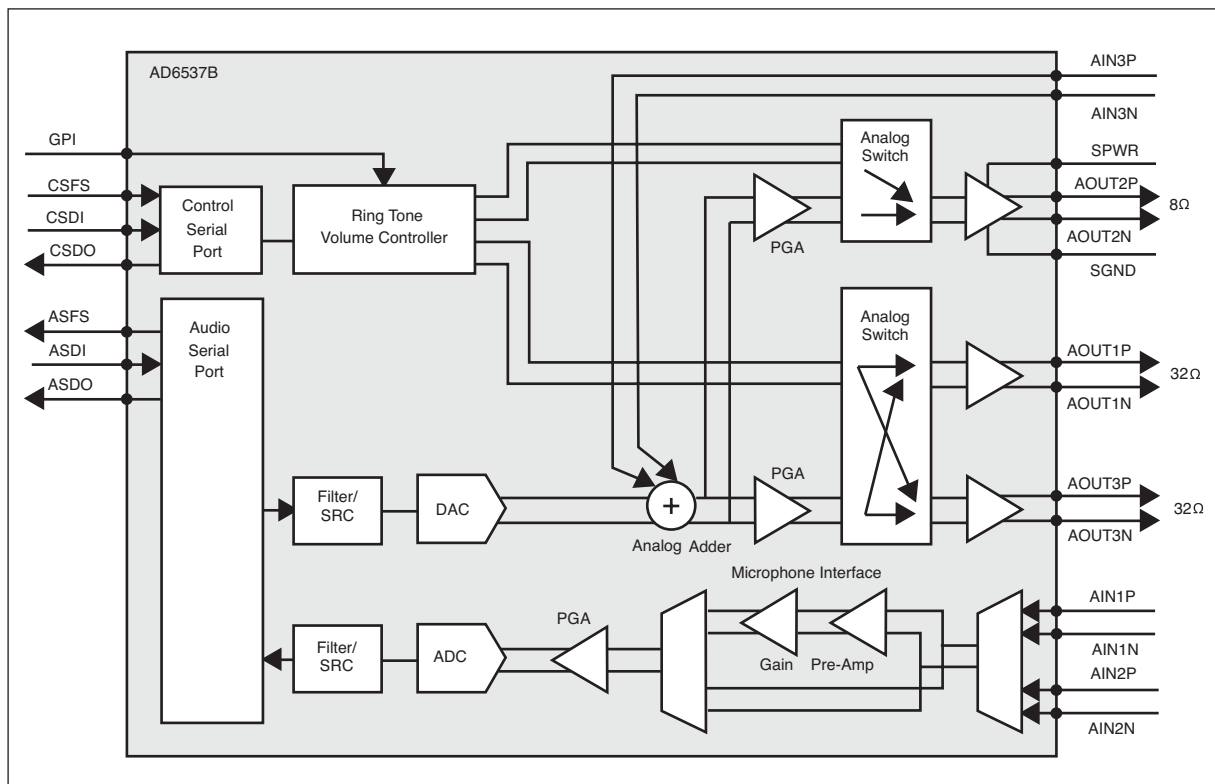 AD6537B
AIN3P
AIN3N
GPI
CSFS
CSDI
CSDO
Control
Serial
Port
Ring Tone
Volume Controller
Analog
Switch
PGA
SPWR
AOUT2P
8Ω
AOUT2N
SGND
ASFS
ASDI
ASDO
Audio
Serial
Port
Analog
Switch
AOUT1P
32Ω
AOUT1N
Filter/
SRC
DAC
+
Analog Adder
PGA
AOUT3P
32Ω
AOUT3N
Microphone Interface
Filter/
SRC
ADC
PGA
Gain
Pre-Amp
AIN1P
AIN1N
AIN2P
AIN2N